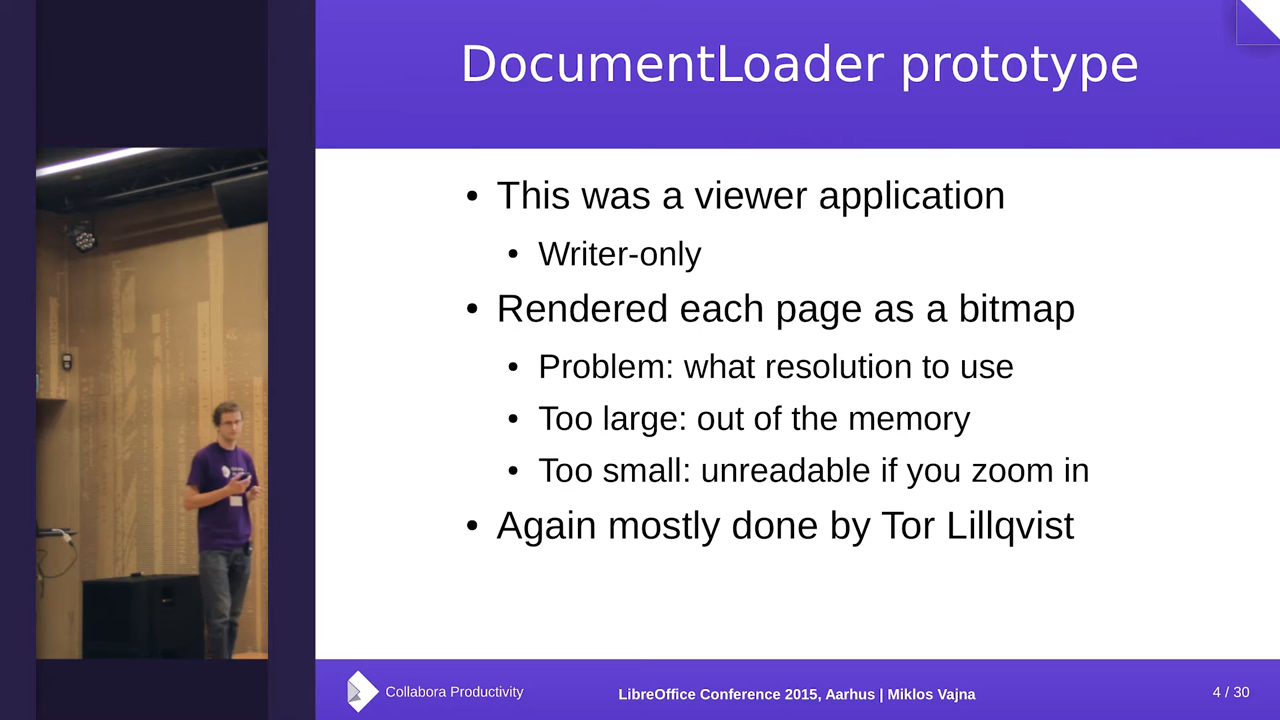 DocumentLoader prototype
• This was a viewer application
• Writer-only
• Rendered each page as a bitmap
• Problem: what resolution to use
• Too large: out of the memory
• Too small: unreadable if you zoom in
• Again mostly done by Tor Lillqvist
Collabora Productivity
LibreOffice Conference 2015, Aarhus | Miklos Vajna
4 / 30